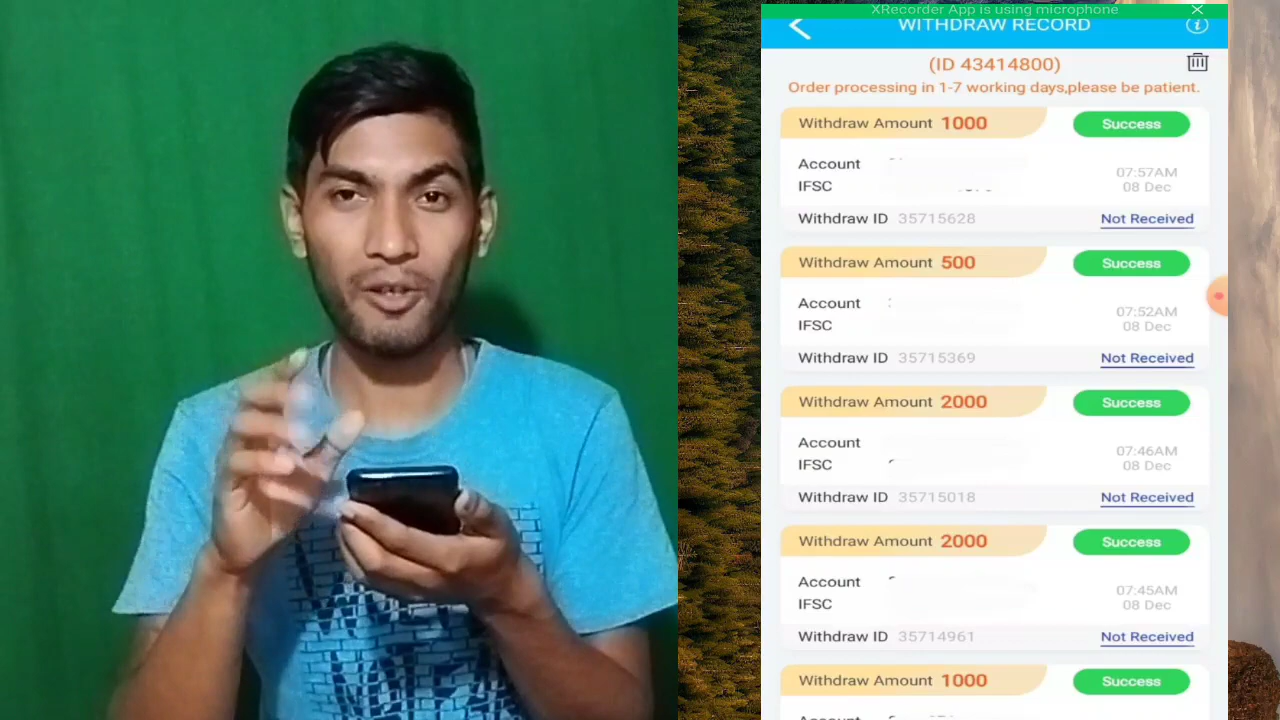 XRecorder App is using microphone
WITHDRAW RECORD
(ID 43414800)
Order processing in 1-7 working days,please be patient.
Withdraw Amount 1000 Success
Account
07:57AM
IFSC 08 Dec
Withdraw ID 35715628 Not Received
Withdraw Amount 500 Success
Account
07:52AM
IFSC 08 Dec
Withdraw ID 35715369 Not Received
Withdraw Amount 2000 Success
Account
07:46AM
IFSC 08 Dec
Withdraw ID 35715018 Not Received
Withdraw Amount 2000 Success
Account
07:45AM
IFSC 08 Dec
Withdraw ID 35714961 Not Received
Withdraw Amount 1000 Success